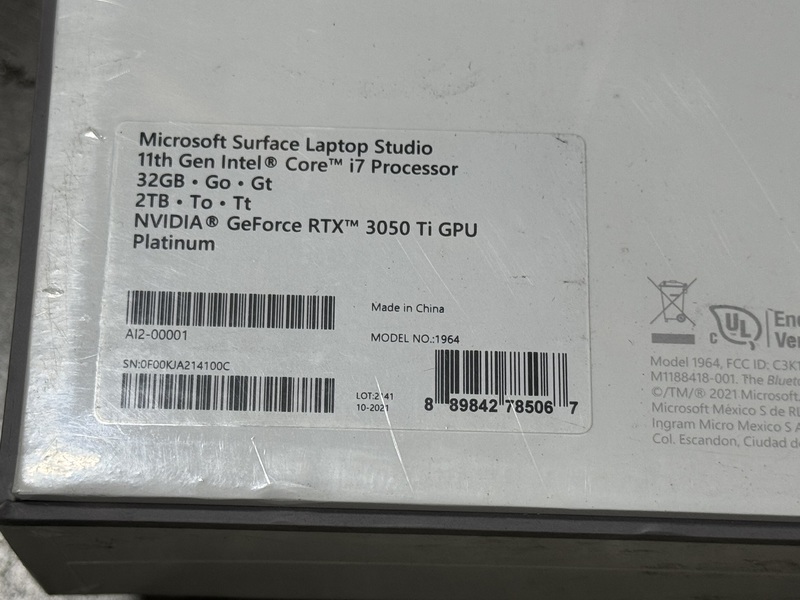 Microsoft Surface Laptop Studio
11th Gen Intel® Core™ i7 Processor
32GB • Go • Gt
2TB • To • Tt
NVIDIA® GeForce RTX™ 3050 Ti GPU
Platinum
AI2-00001
SN:0F00KJA214100C
Made in China
MODEL NO.:1964
LOT:2141
10-2021
8 89842 78506 7
c UL
Ver
Model 1964, FCC ID:
M1188418-001. The
©/TM/® 2021 Microsoft
Microsoft México S de
Ingram Micro Mexico S
Col. Escandon, Ciudad